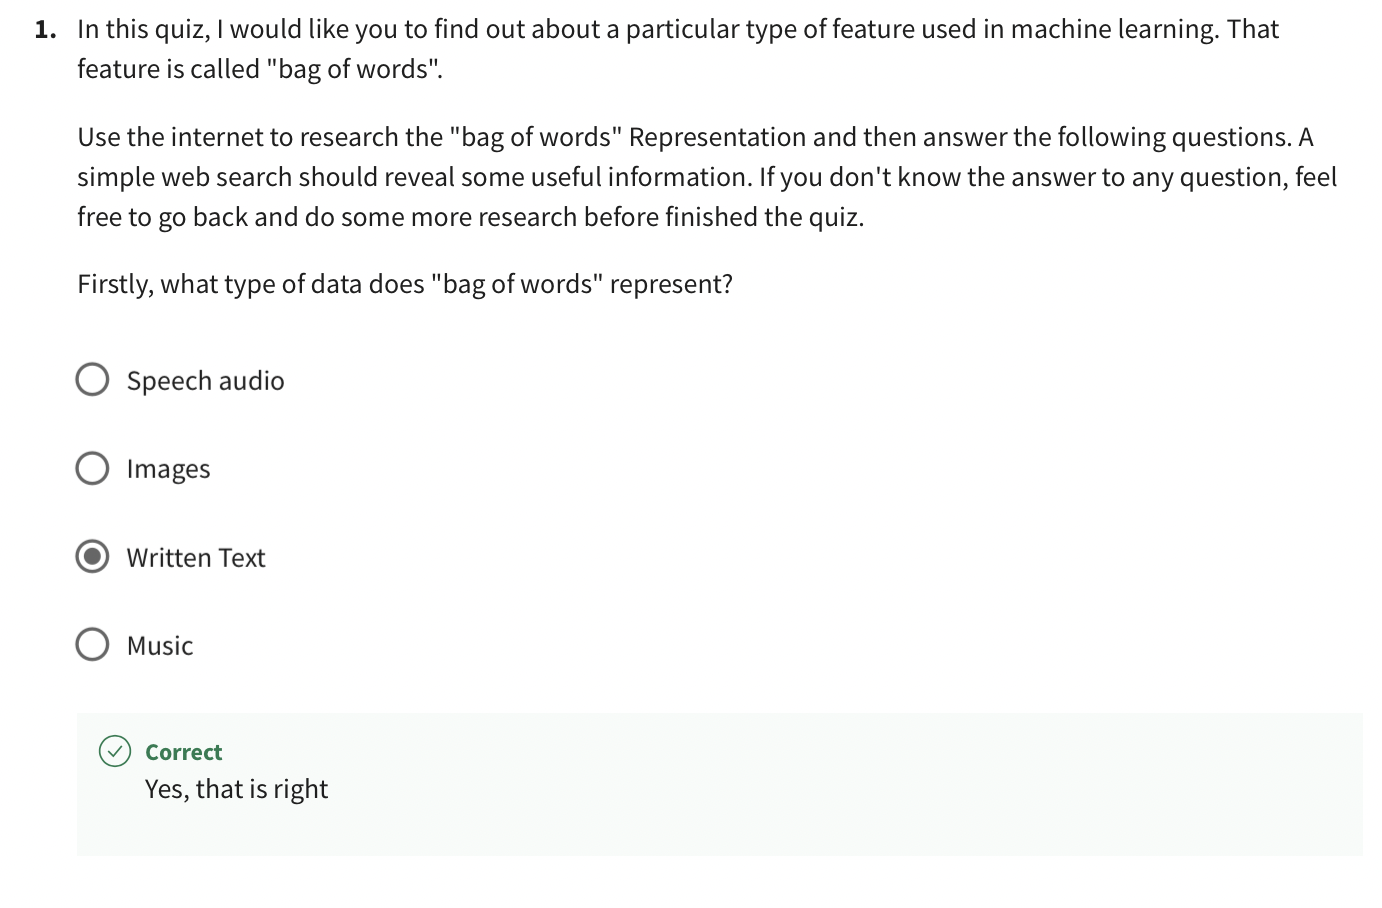 1. In this quiz, I would like you to find out about a particular type of feature used in machine learning. That
feature is called "bag of words".
Use the internet to research the "bag of words" Representation and then answer the following questions. A
simple web search should reveal some useful information. If you don't know the answer to any question, feel
free to go back and do some more research before finished the quiz.
Firstly, what type of data does "bag of words" represent?
Speech audio
Images
Written Text
Music
Correct
Yes, that is right